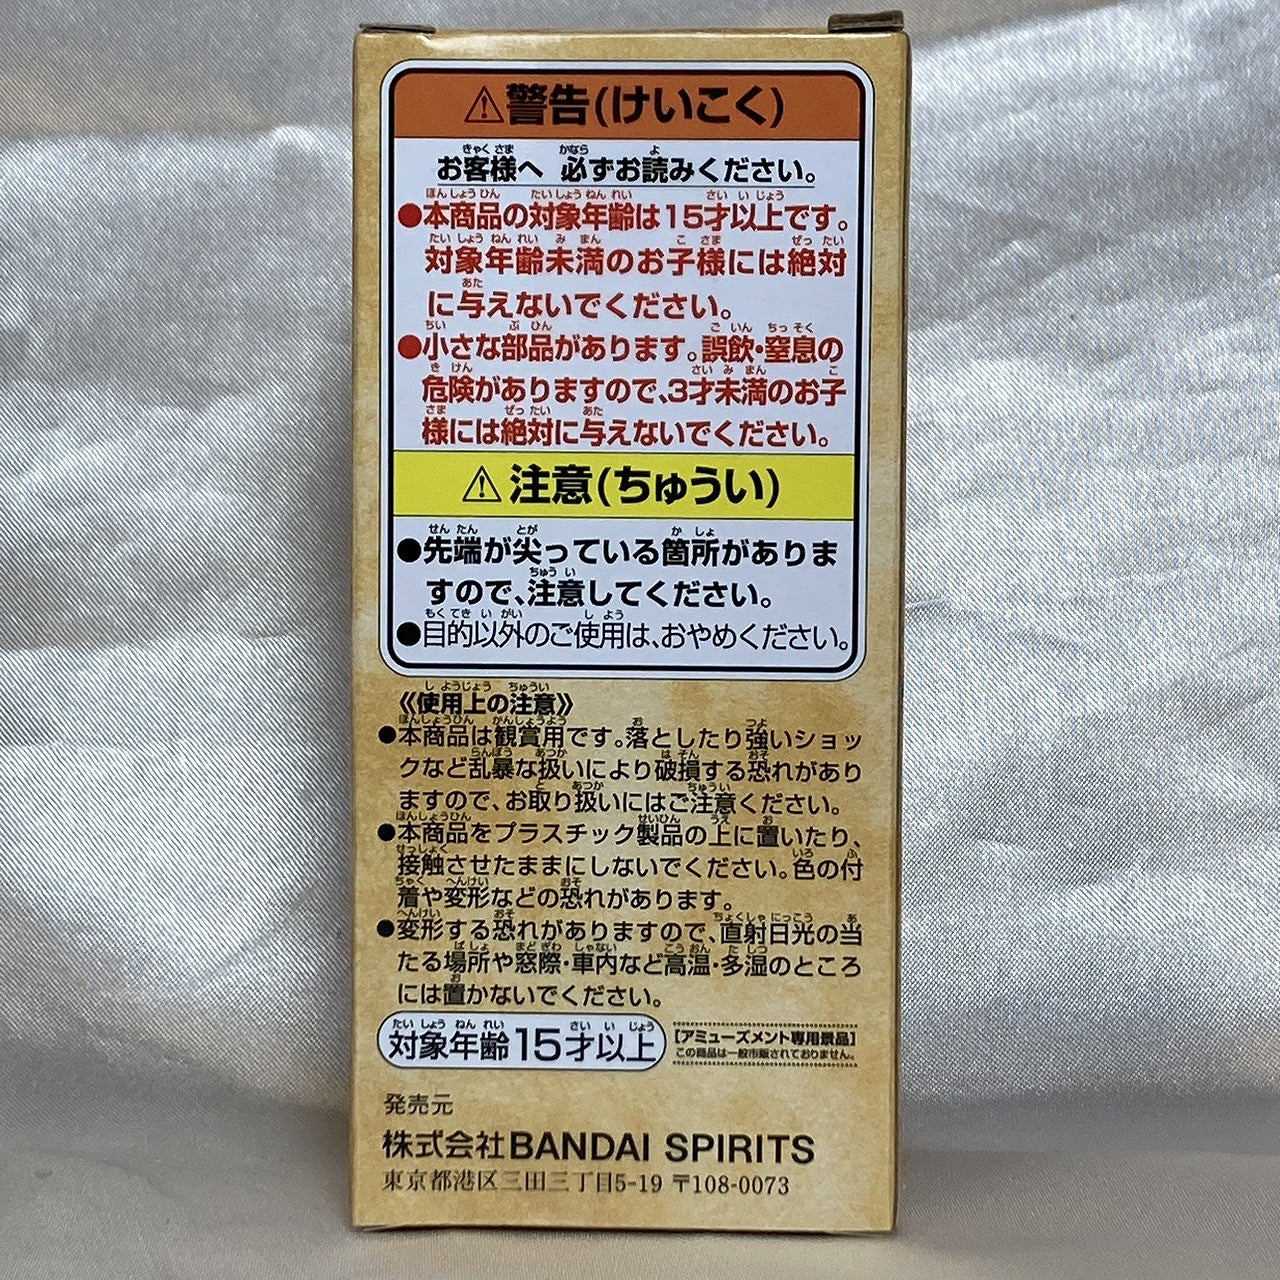 ⚠警告(けいこく)
お客様へ 必ずお読みください。
●本商品の対象年齢は15才以上です。
対象年齢未満のお子様には絶対
に与えないでください。
●小さな部品があります。誤飲・窒息の
危険がありますので、3才未満のお子
様には絶対に与えないでください。
⚠注意(ちゅうい)
●先端が尖っている箇所がありま
すので、注意してください。
●目的以外のご使用は、おやめください。
《使用上の注意》
●本商品は観賞用です。落としたり強いショッ
クなど乱暴な扱いにより破損する恐れがあり
ますので、お取り扱いにはご注意ください。
●本商品をプラスチック製品の上に置いたり、
接触させたままにしないでください。色の付
着や変形などの恐れがあります。
●変形する恐れがありますので、直射日光の当
たる場所や窓際・車内など高温・多湿のところ
には置かないでください。
対象年齢15才以上
[アミューズメント専用景品]
この商品は一般市販されておりません。
発売元
株式会社BANDAI SPIRITS
東京都港区三田三丁目5-19 〒108-0073